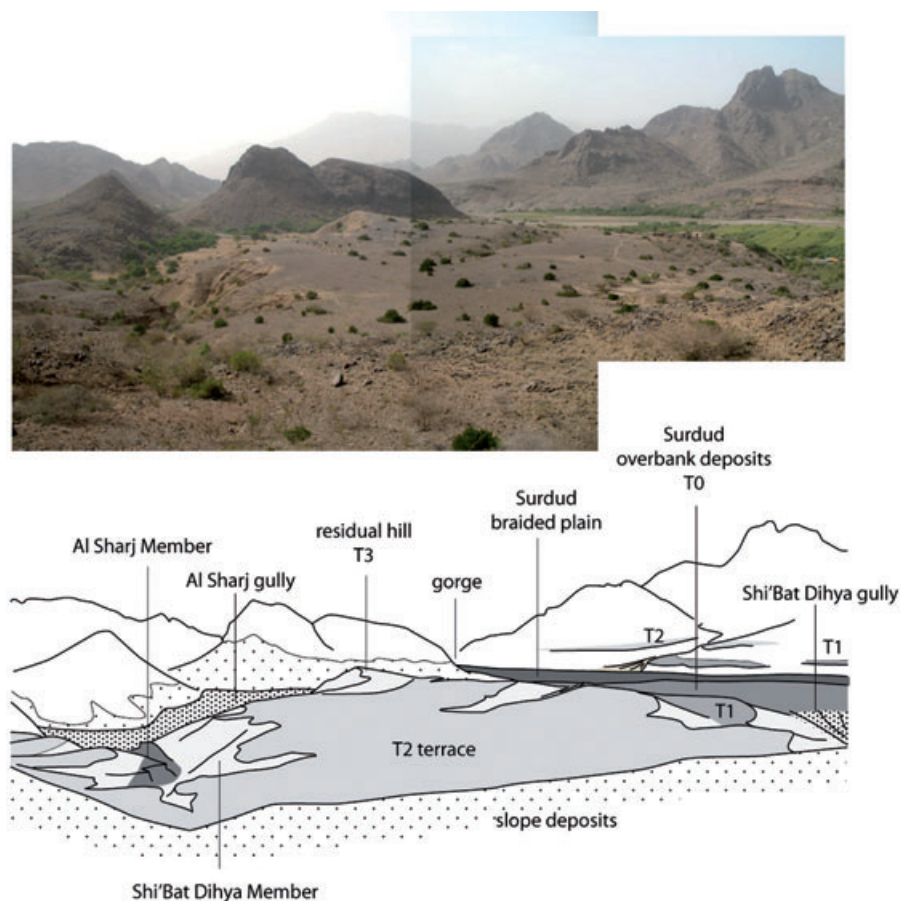 Surdud
overbank deposits
T0
Surdud
braided plain
residual hill
T3
Al Sharj Member
Al Sharj gully
gorge
Shi'Bat Dihya gully
T2
T1
T1
T2 terrace
slope deposits
Shi'Bat Dihya Member